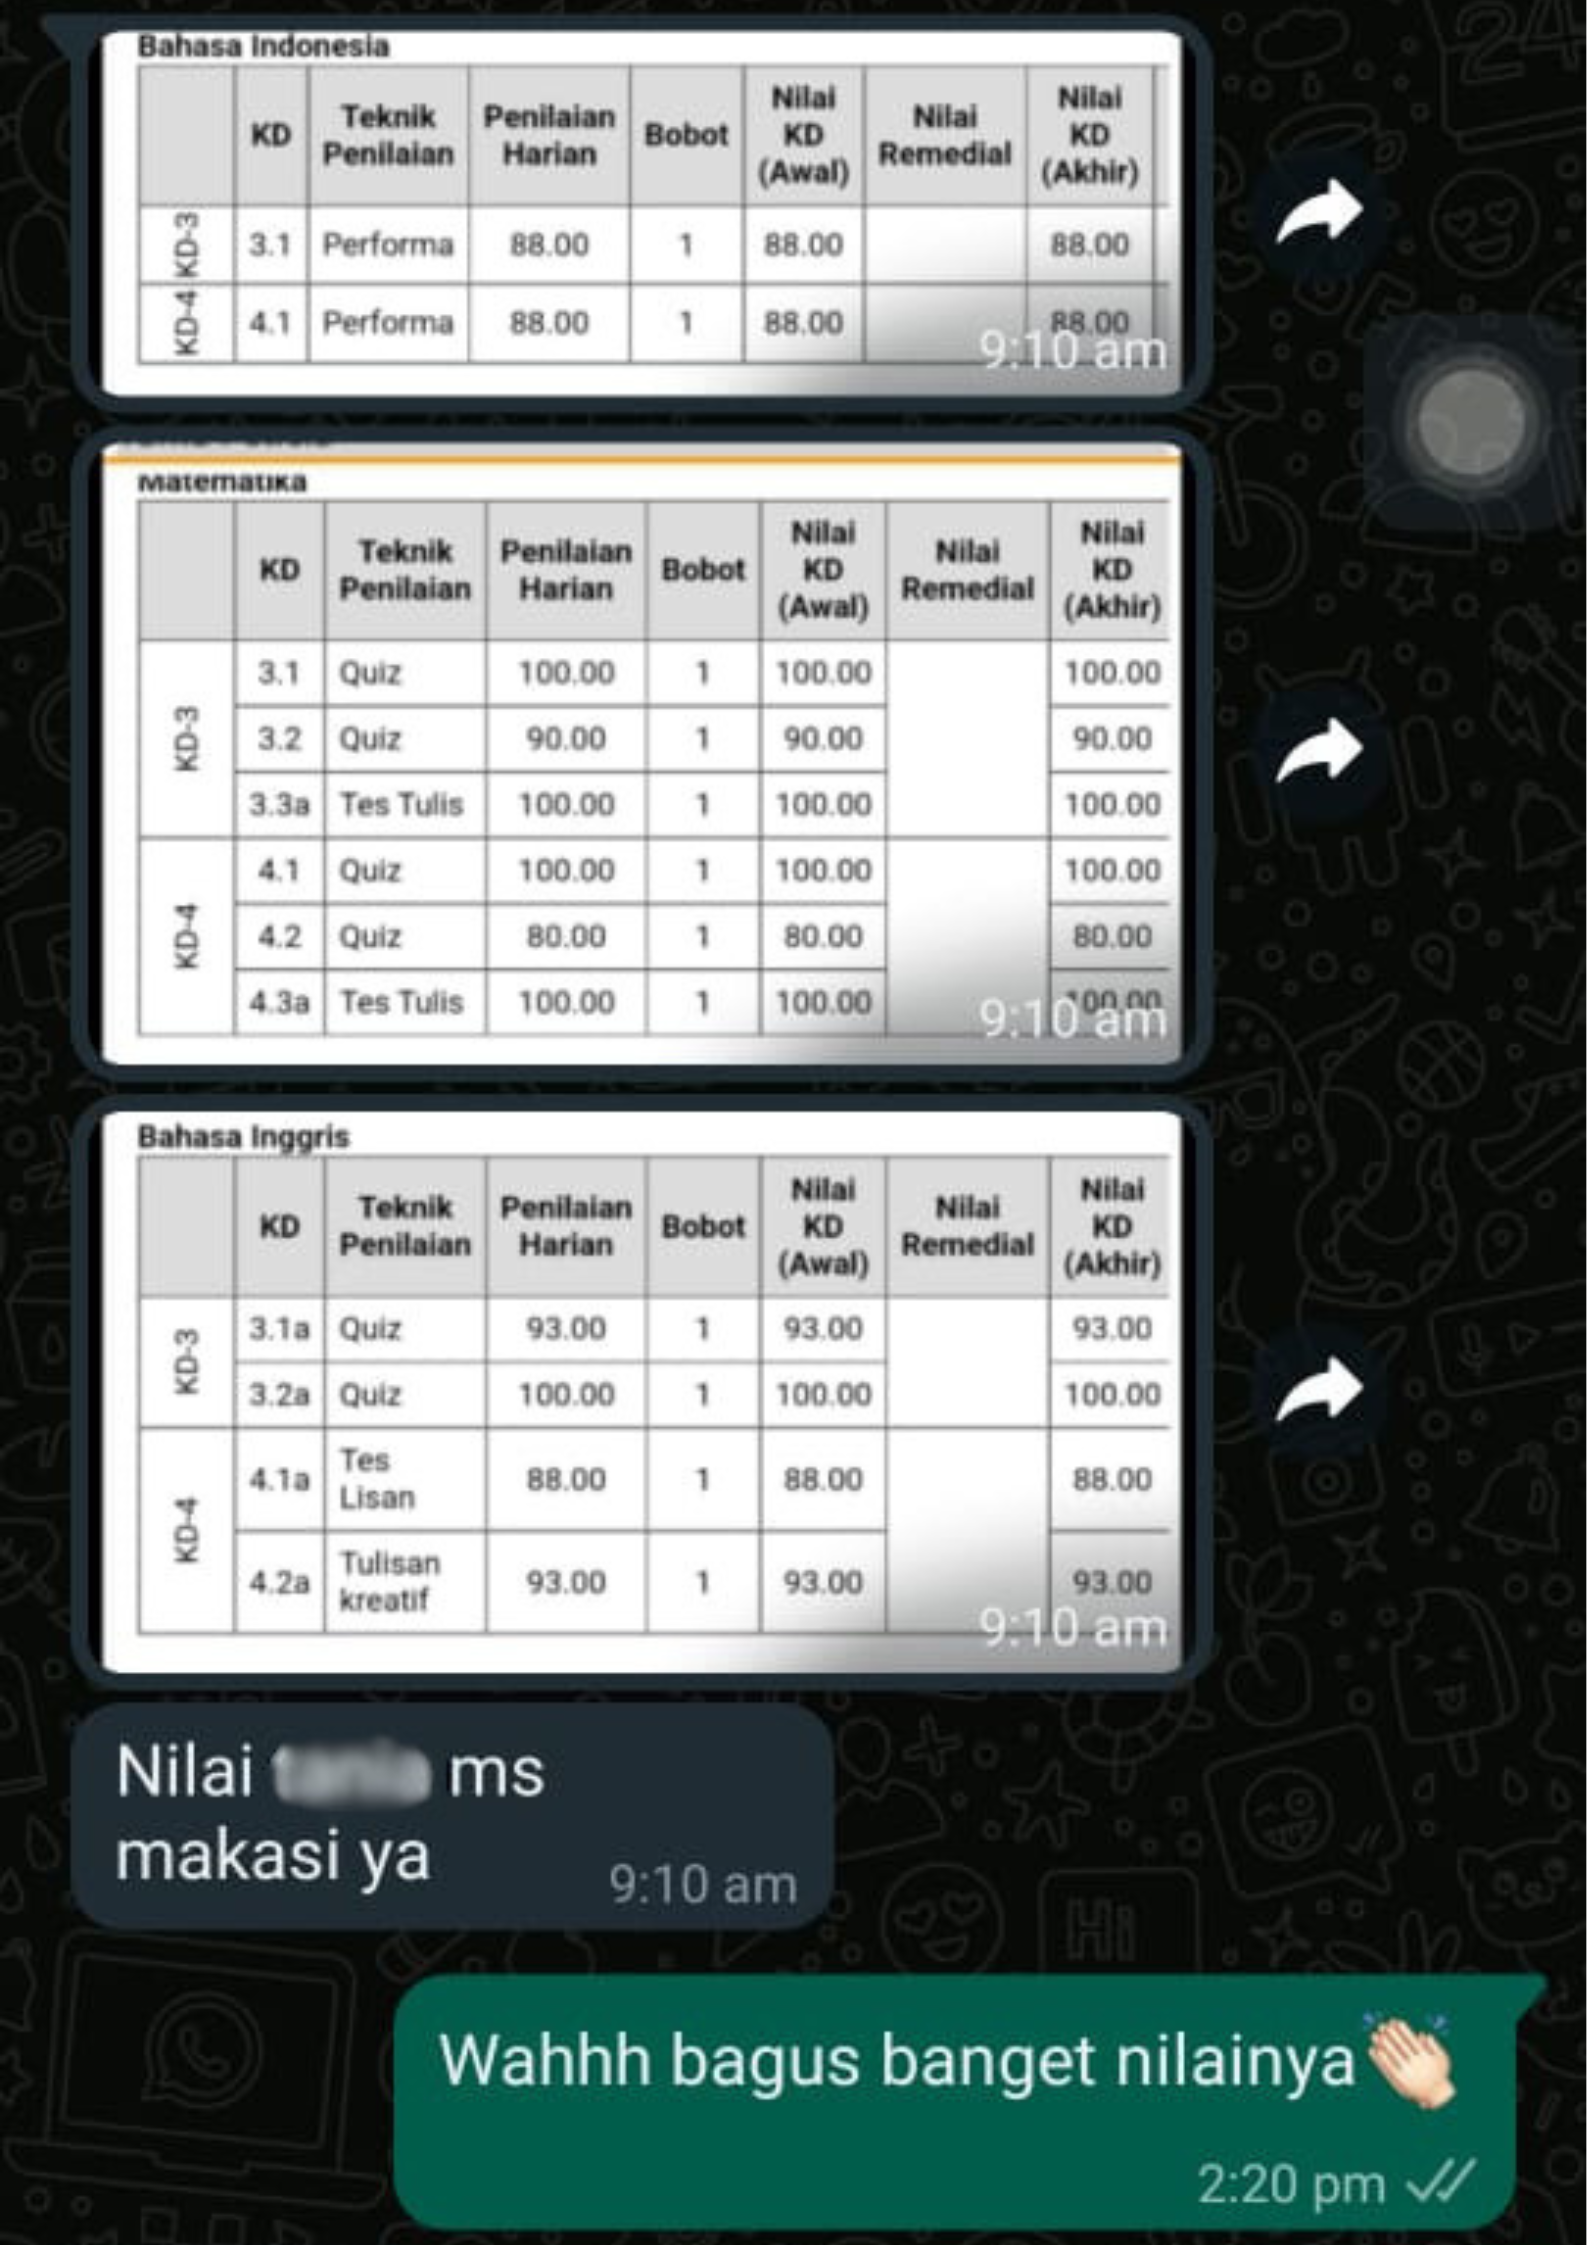 Bahasa Indonesia
KD Teknik Penilaian Penilaian Harian Bobot Nilai KD (Awal) Nilai Remedial Nilai KD (Akhir)
KD-3 3.1 Performa 88.00 1 88.00 88.00
KD-4 4.1 Performa 88.00 1 88.00 88.00
9:10 am
Matematika
KD Teknik Penilaian Penilaian Harian Bobot Nilai KD (Awal) Nilai Remedial Nilai KD (Akhir)
KD-3 3.1 Quiz 100.00 1 100.00 100.00
3.2 Quiz 90.00 1 90.00 90.00
3.3a Tes Tulis 100.00 1 100.00 100.00
KD-4 4.1 Quiz 100.00 1 100.00 100.00
4.2 Quiz 80.00 1 80.00 80.00
4.3a Tes Tulis 100.00 1 100.00 100.00
9:10 am
Bahasa Inggris
KD Teknik Penilaian Penilaian Harian Bobot Nilai KD (Awal) Nilai Remedial Nilai KD (Akhir)
KD-3 3.1a Quiz 93.00 1 93.00 93.00
3.2a Quiz 100.00 1 100.00 100.00
KD-4 4.1a Tes Lisan 88.00 1 88.00 88.00
4.2a Tulisan kreatif 93.00 1 93.00 93.00
9:10 am
Nilai ms
makasi ya
9:10 am
Wahhh bagus banget nilainya👏🏻
2:20 pm